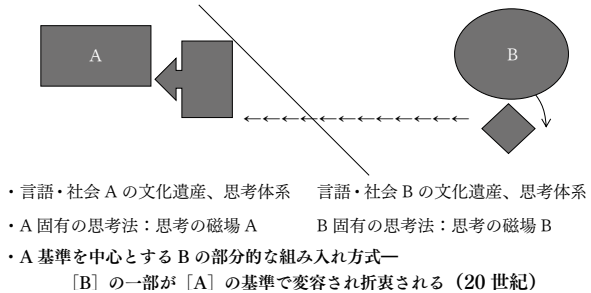 A
B
・言語・社会 A の文化遺産、思考体系 言語・社会 B の文化遺産、思考体系
・A 固有の思考法：思考の磁場 A B 固有の思考法：思考の磁場 B
・A 基準を中心とする B の部分的な組み入れ方式―
［B］の一部が［A］の基準で変容され折衷される（20 世紀）